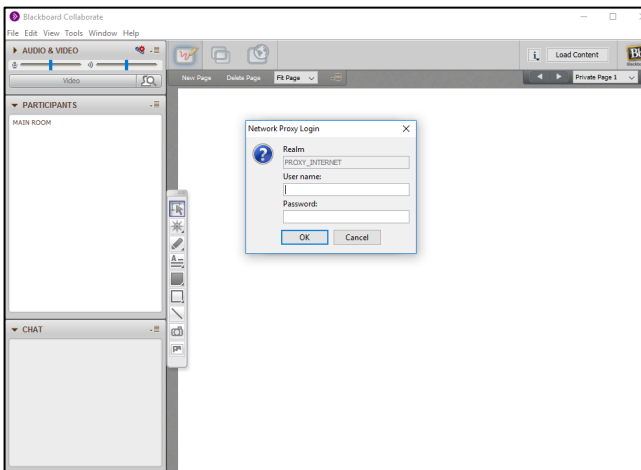 Blackboard Collaborate
File Edit View Tools Window Help
AUDIO & VIDEO
Video
PARTICIPANTS
MAIN ROOM
CHAT
Load Content
New Page Delete Page Fit Page
Private Page 1
Network Proxy Login
Realm
PROXY_INTERNET
User name:
Password:
OK Cancel